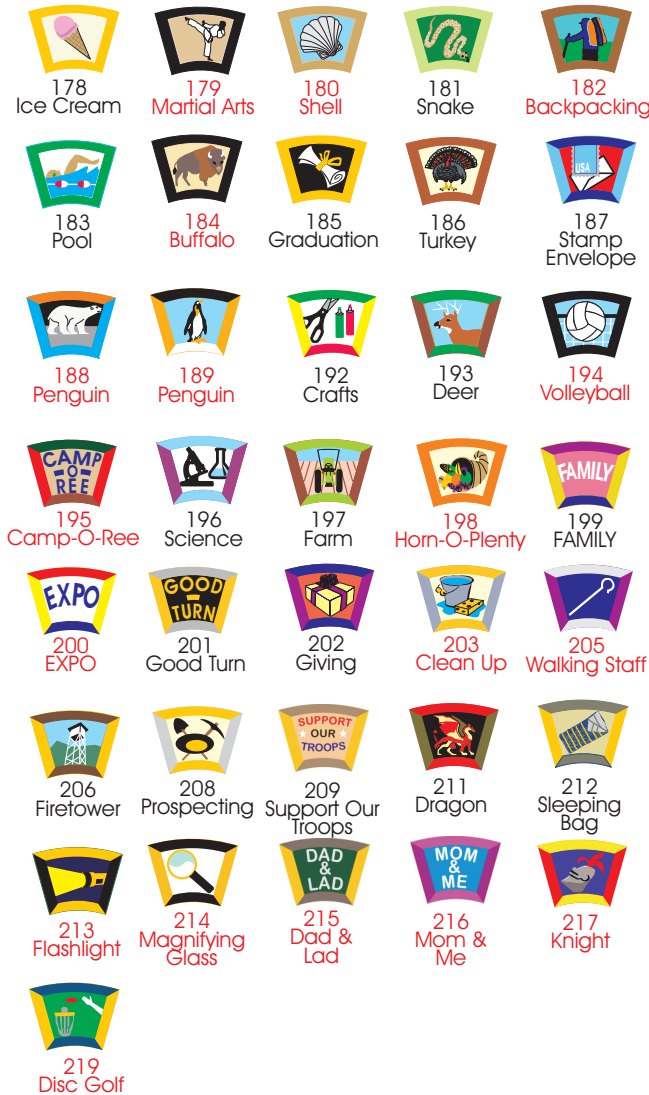 178
Ice Cream
179
Martial Arts
180
Shell
181
Snake
182
Backpacking
183
Pool
184
Buffalo
185
Graduation
186
Turkey
USA
187
Stamp
Envelope
188
Penguin
189
Penguin
192
Crafts
193
Deer
194
Volleyball
CAMP
-O-
REE
195
Camp-O-Ree
196
Science
197
Farm
198
Horn-O-Plenty
FAMILY
199
FAMILY
EXPO
200
EXPO
GOOD
-
TURN
201
Good Turn
202
Giving
203
Clean Up
205
Walking Staff
206
Firetower
208
Prospecting
SUPPORT
OUR
TROOPS
209
Support Our
Troops
211
Dragon
212
Sleeping
Bag
213
Flashlight
214
Magnifying
Glass
DAD
&
LAD
215
Dad &
Lad
MOM
&
ME
216
Mom &
Me
217
Knight
219
Disc Golf